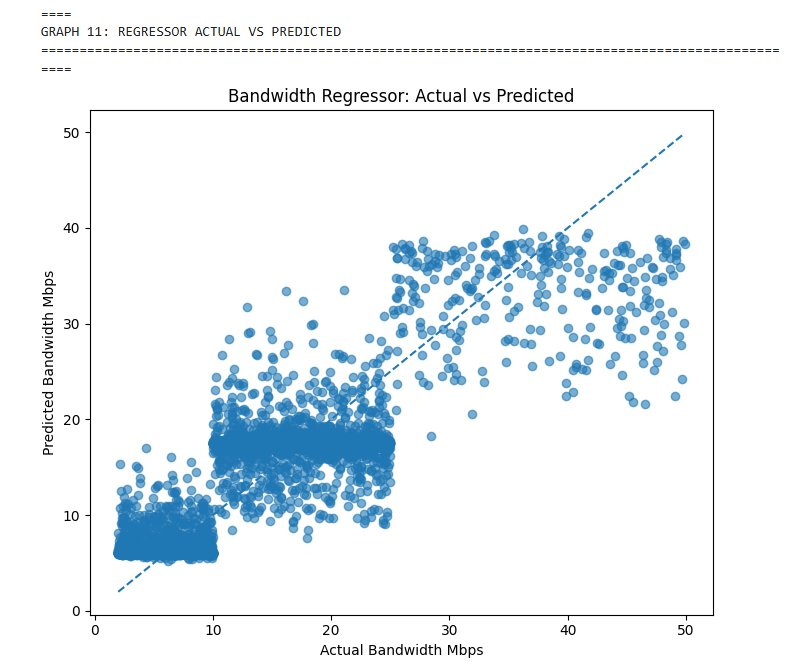 ====
GRAPH 11: REGRESSOR ACTUAL VS PREDICTED
================================================================================================
====
Bandwidth Regressor: Actual vs Predicted
50
40
30
20
10
0
Predicted Bandwidth Mbps
0 10 20 30 40 50
Actual Bandwidth Mbps